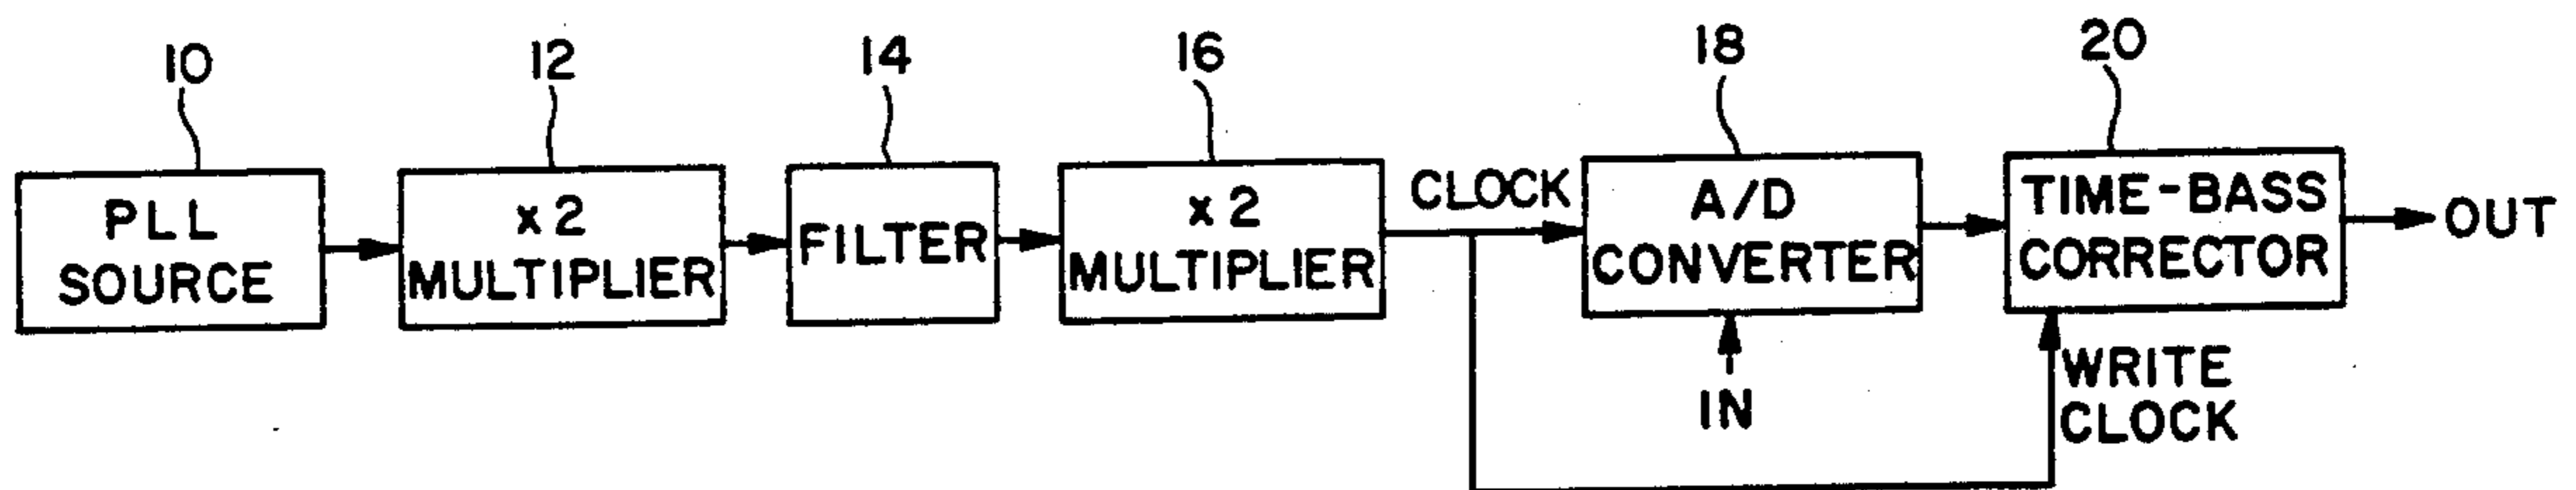 10
12
14
16
18
20
PLL
SOURCE
x 2
MULTIPLIER
FILTER
x 2
MULTIPLIER
CLOCK
A/D
CONVERTER
TIME-BASS
CORRECTOR
OUT
IN
WRITE
CLOCK